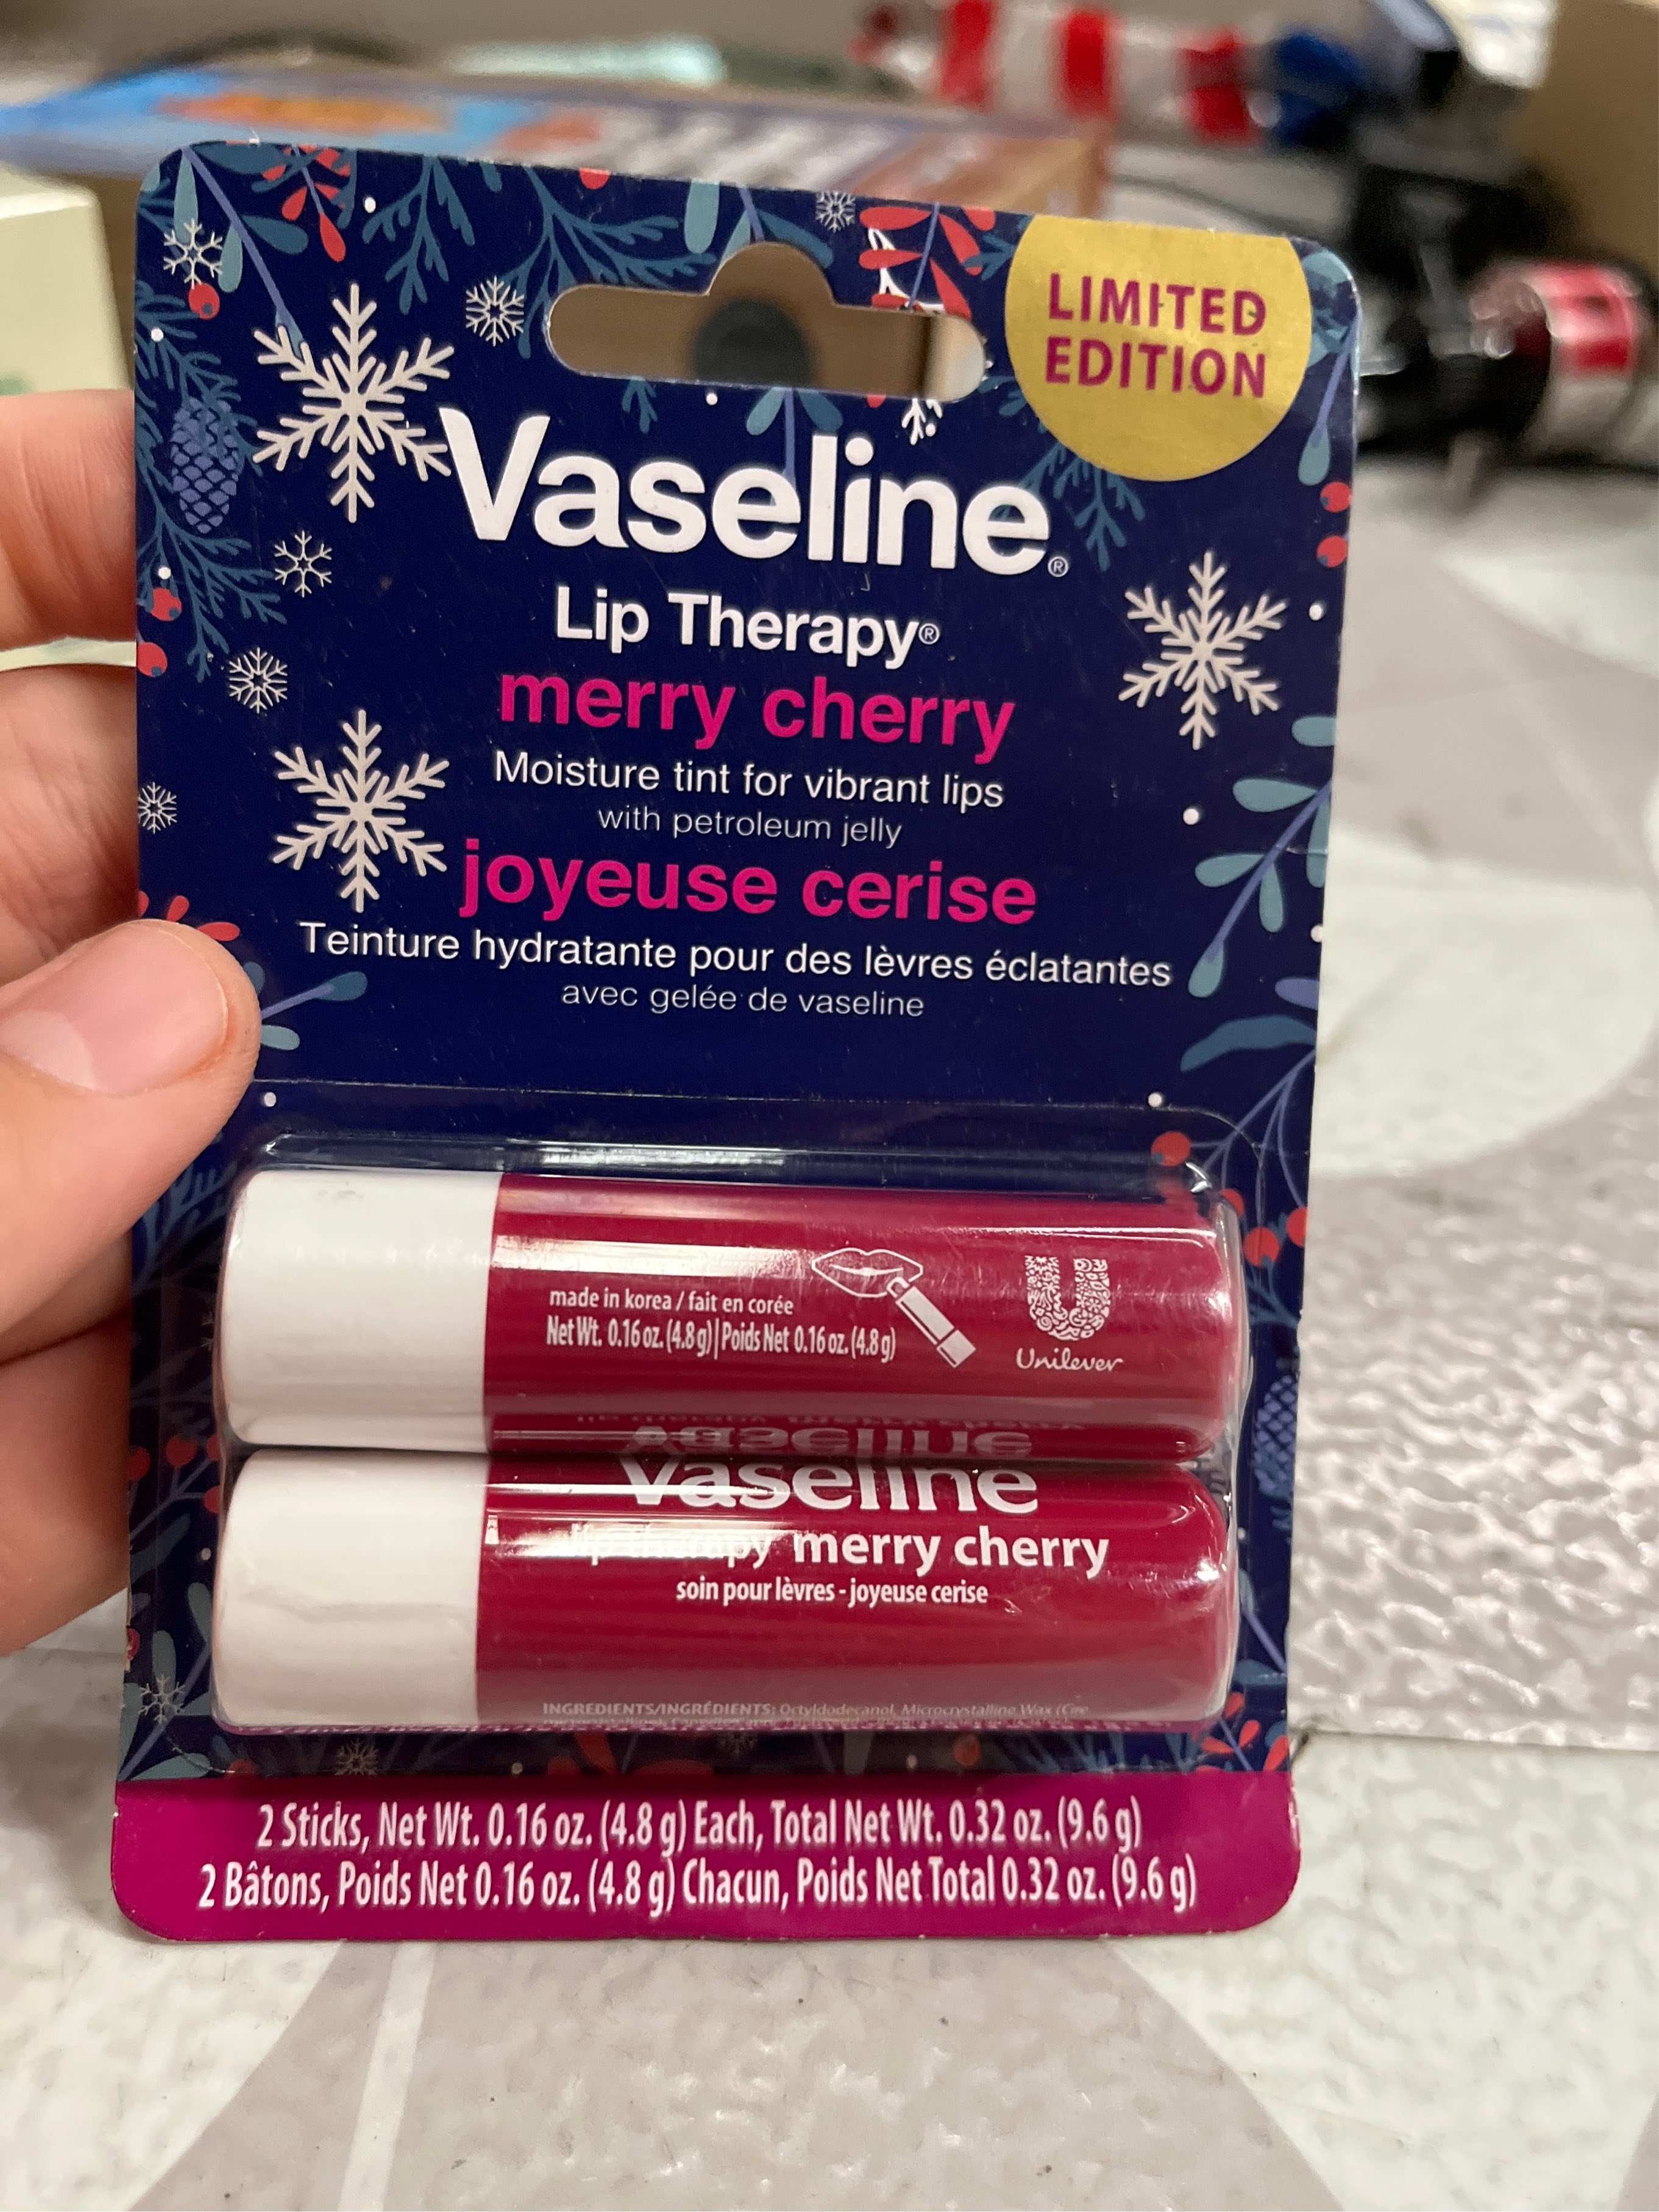 LIMITED
EDITION
Vaseline®
Lip Therapy®
merry cherry
Moisture tint for vibrant lips
with petroleum jelly
joyeuse cerise
Teinture hydratante pour des lèvres éclatantes
avec gelée de vaseline
made in korea / fait en corée
Net Wt. 0.16 oz. (4.8 g) | Poids Net 0.16 oz. (4.8 g)
Unilever
Vaseline
lip therapy merry cherry
soin pour lèvres - joyeuse cerise
INGREDIENTS/INGRÉDIENTS: Octyldodecanol, Microcrystalline Wax (Cire
2 Sticks, Net Wt. 0.16 oz. (4.8 g) Each, Total Net Wt. 0.32 oz. (9.6 g)
2 Bâtons, Poids Net 0.16 oz. (4.8 g) Chacun, Poids Net Total 0.32 oz. (9.6 g)